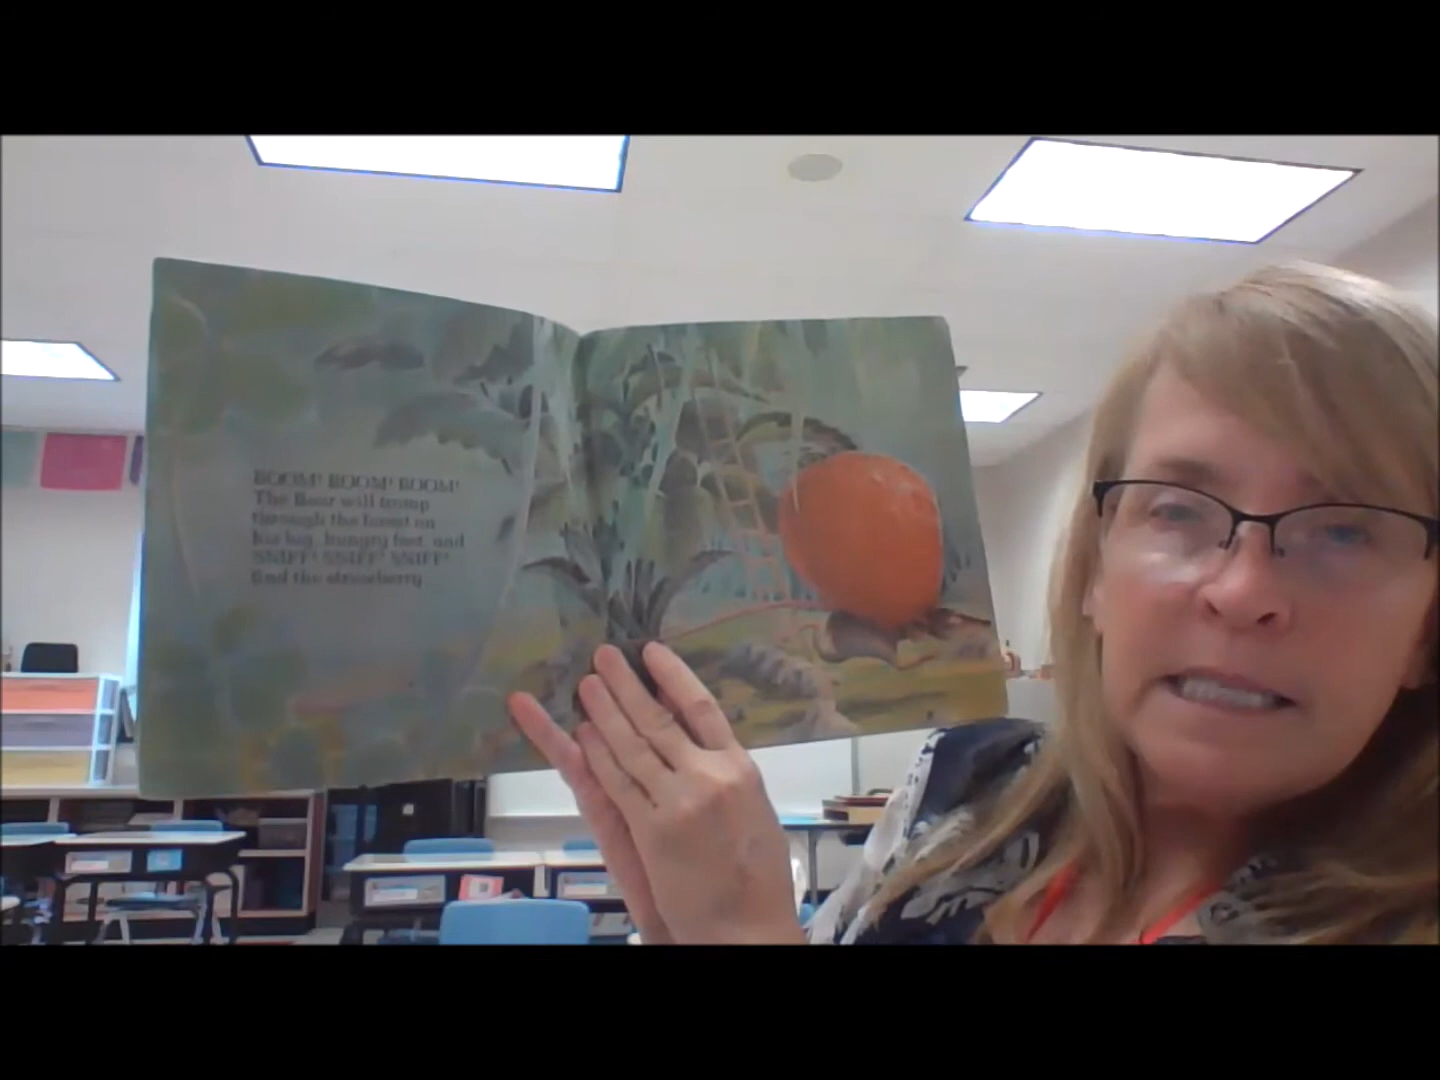 BOOM! BOOM! BOOM!
The Bear will tromp
through the forest on
his big, hungry feet, and
SNIFF! SNIFF! SNIFF!
find the strawberry